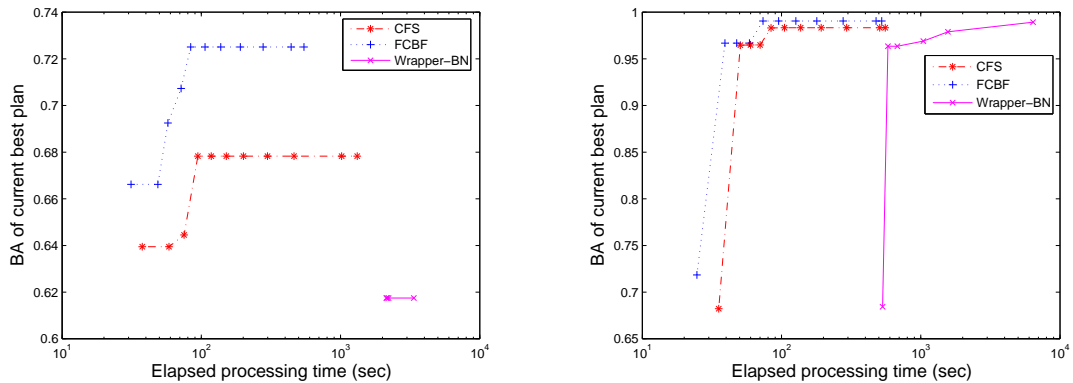 0.74
0.72
0.7
0.68
0.66
0.64
0.62
0.6
BA of current best plan
10^1
10^2
10^3
10^4
Elapsed processing time (sec)
CFS
FCBF
Wrapper−BN
1
0.95
0.9
0.85
0.8
0.75
0.7
0.65
BA of current best plan
10^1
10^2
10^3
10^4
Elapsed processing time (sec)
CFS
FCBF
Wrapper−BN